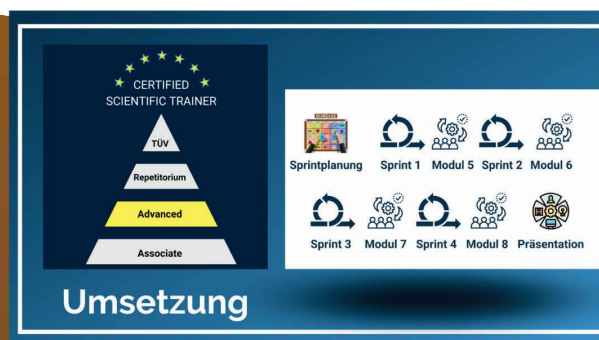 CERTIFIED
SCIENTIFIC TRAINER
TÜV
Repetitorium
Advanced
Associate
SCHEDULE
Sprintplanung Sprint 1 Modul 5 Sprint 2 Modul 6
Sprint 3 Modul 7 Sprint 4 Modul 8 Präsentation
Umsetzung